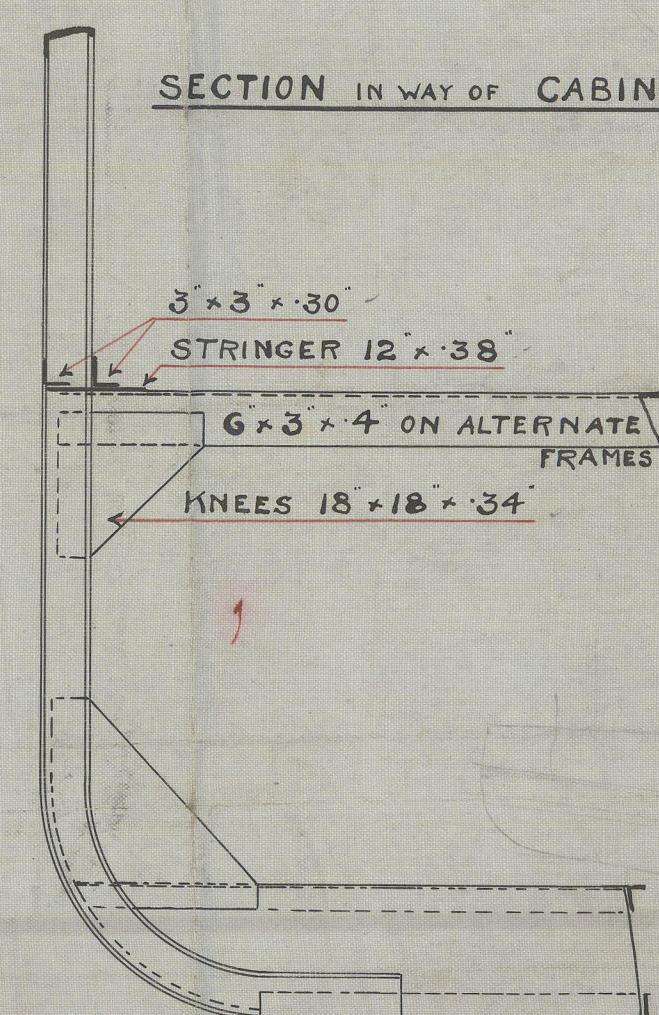 SECTION IN WAY OF CABIN
3" x 3" x ·30"
STRINGER 12" x ·38"
6" x 3" x ·4" ON ALTERNATE
FRAMES
KNEES 18" x 18" x ·34"